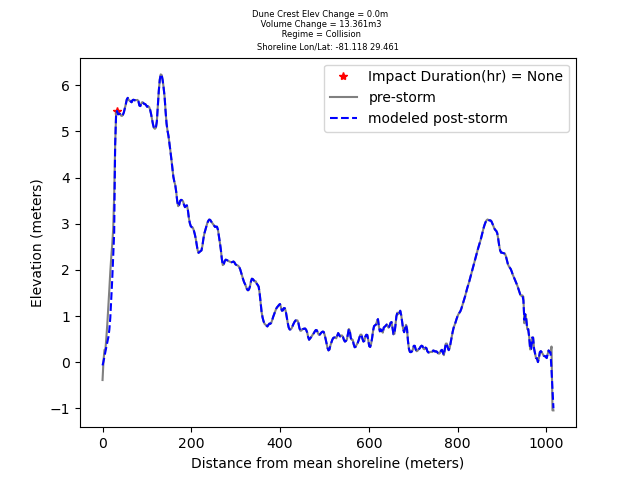 Dune Crest Elev Change = 0.0m
Volume Change = 13.361m3
Regime = Collision
Shoreline Lon/Lat: -81.118 29.461
Impact Duration(hr) = None
pre-storm
modeled post-storm
Elevation (meters)
6
5
4
3
2
1
0
−1
0 200 400 600 800 1000
Distance from mean shoreline (meters)